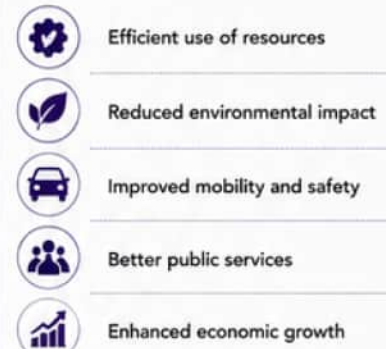 Efficient use of resources
Reduced environmental impact
Improved mobility and safety
Better public services
Enhanced economic growth